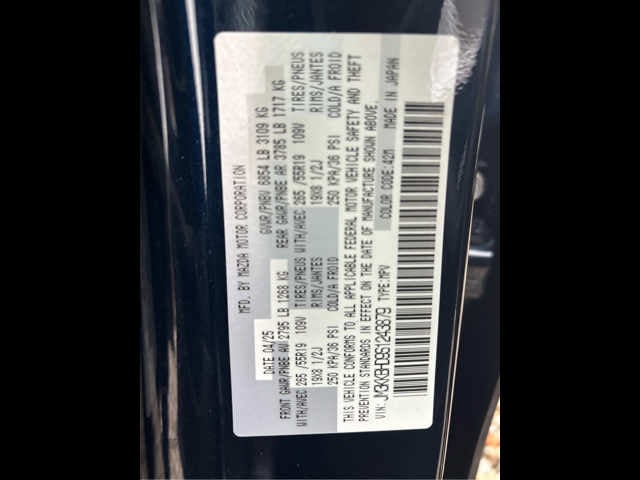 MFD. BY MAZDA MOTOR CORPORATION
DATE 04/25 GVWR/PNBV 6854 LB 3109 KG
FRONT GAWR/PNBE AV 2795 LB 1268 KG REAR GAWR/PNBE AR 3785 LB 1717 KG
WITH/AVEC 265 /55R19 109V TIRES/PNEUS WITH/AVEC 265 /55R19 109V TIRES/PNEUS
19X8 1/2J RIMS/JANTES 19X8 1/2J RIMS/JANTES
250 KPA/36 PSI COLD/A FROID 250 KPA/36 PSI COLD/A FROID
THIS VEHICLE CONFORMS TO ALL APPLICABLE FEDERAL MOTOR VEHICLE SAFETY AND THEFT
PREVENTION STANDARDS IN EFFECT ON THE DATE OF MANUFACTURE SHOWN ABOVE.
VIN: TYPE:MPV COLOR CODE:42M MADE IN JAPAN